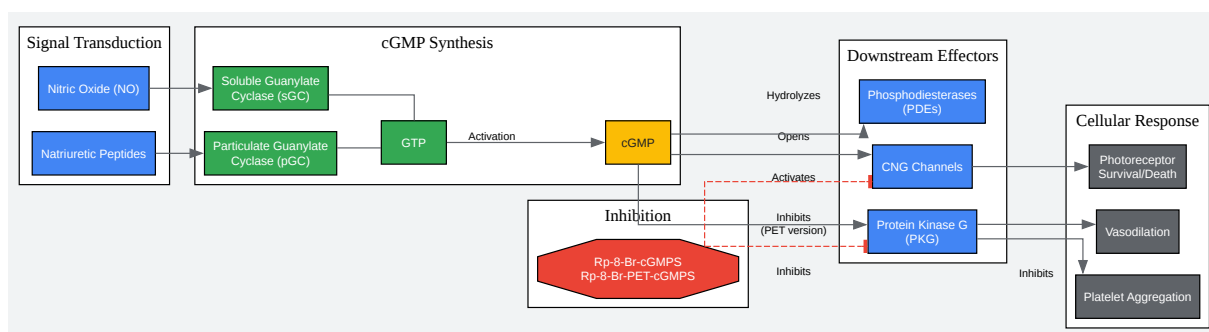 Signal Transduction
Nitric Oxide (NO)
Natriuretic Peptides
cGMP Synthesis
Soluble Guanylate
Cyclase (sGC)
Particulate Guanylate
Cyclase (pGC)
GTP
Activation
cGMP
Inhibition
Rp-8-Br-cGMPS
Rp-8-Br-PET-cGMPS
Hydrolyzes
Opens
Activates
Inhibits
(PET version)
Inhibits
Downstream Effectors
Phosphodiesterases
(PDEs)
CNG Channels
Protein Kinase G
(PKG)
Inhibits
Cellular Response
Photoreceptor
Survival/Death
Vasodilation
Platelet Aggregation